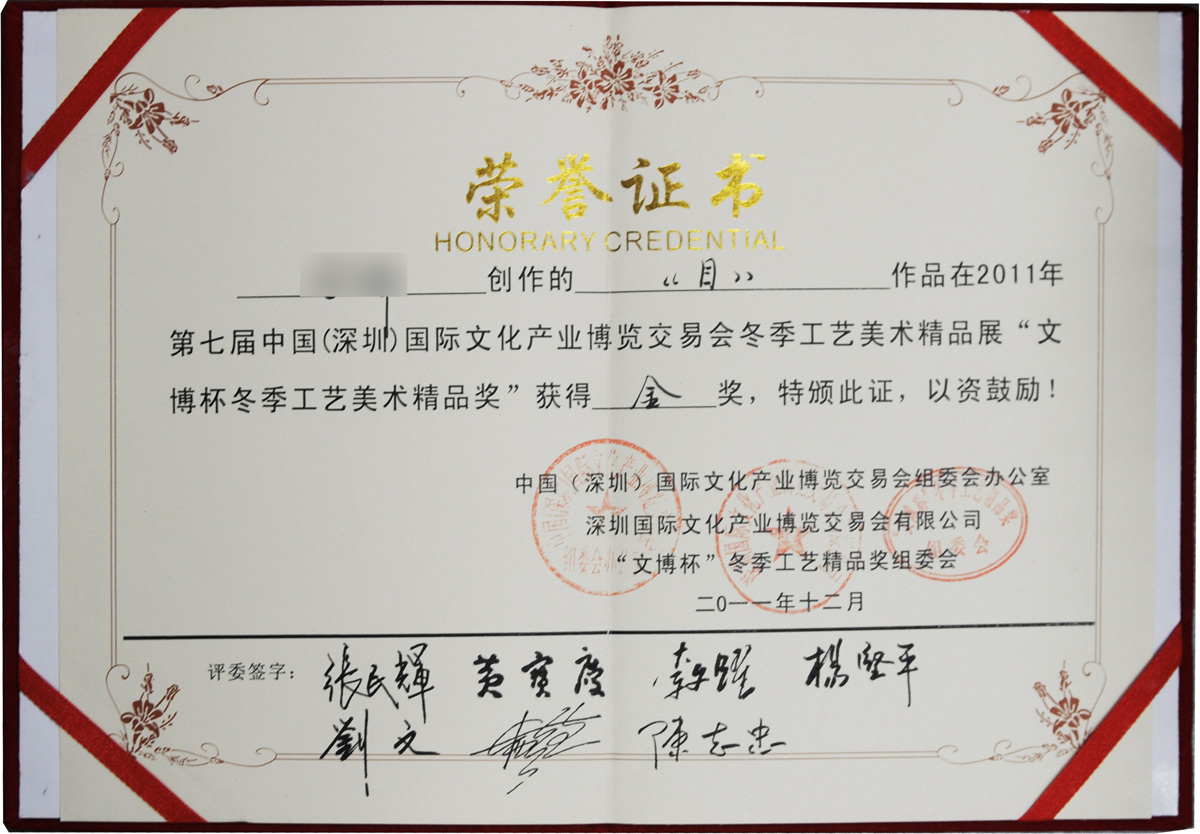 荣誉证书
HONORARY CREDENTIAL
创作的 “目” 作品在2011年
第七届中国(深圳)国际文化产业博览交易会冬季工艺美术精品展“文
博杯冬季工艺美术精品奖”获得 金 奖，特颁此证，以资鼓励！
中国（深圳）国际文化产业博览交易会组委会办公室
深圳国际文化产业博览交易会有限公司
“文博杯”冬季工艺精品奖组委会
二0一一年十二月
评委签字： 張民輝 黄寶慶 杨坚平
劉文 陳志忠